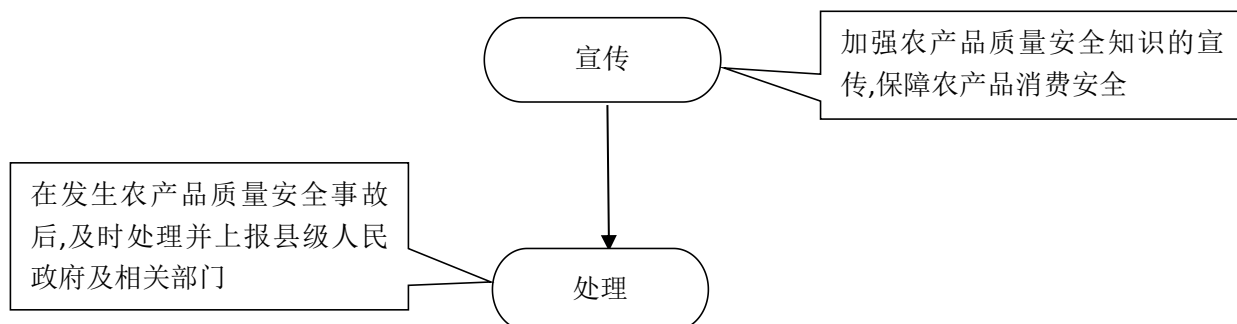 宣传
加强农产品质量安全知识的宣
传,保障农产品消费安全
在发生农产品质量安全事故
后,及时处理并上报县级人民
政府及相关部门
处理